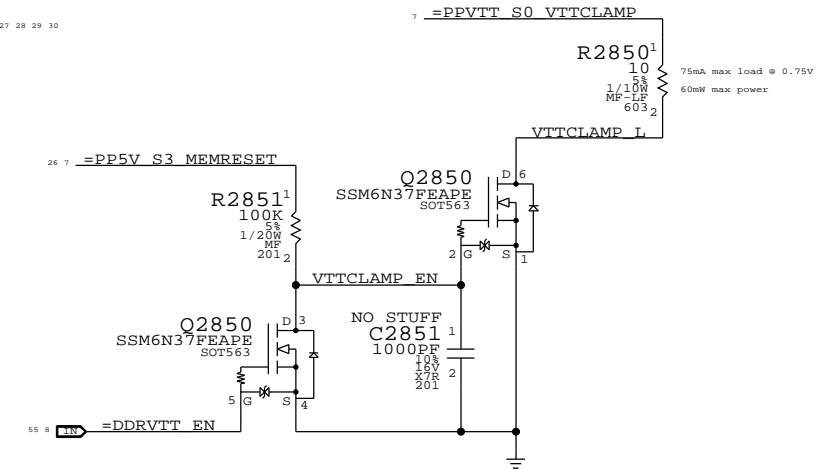 7 =PPVTT_S0_VTTCLAMP
27 28 29 30
R2850 1
10
5%
1/10W
MF-LF
603 2
75mA max load @ 0.75V
60mW max power
VTTCLAMP_L
26 7 =PP5V_S3_MEMRESET
Q2850 D 6
SSM6N37FEAPE
SOT563
R2851 1
100K
5%
1/20W
MF
201 2
2 G S 1
VTTCLAMP_EN
NO STUFF
C2851 1
1000PF
10%
16V
X7R
201 2
Q2850 D 3
SSM6N37FEAPE
SOT563
5 G S 4
55 8 IN =DDRVTT_EN